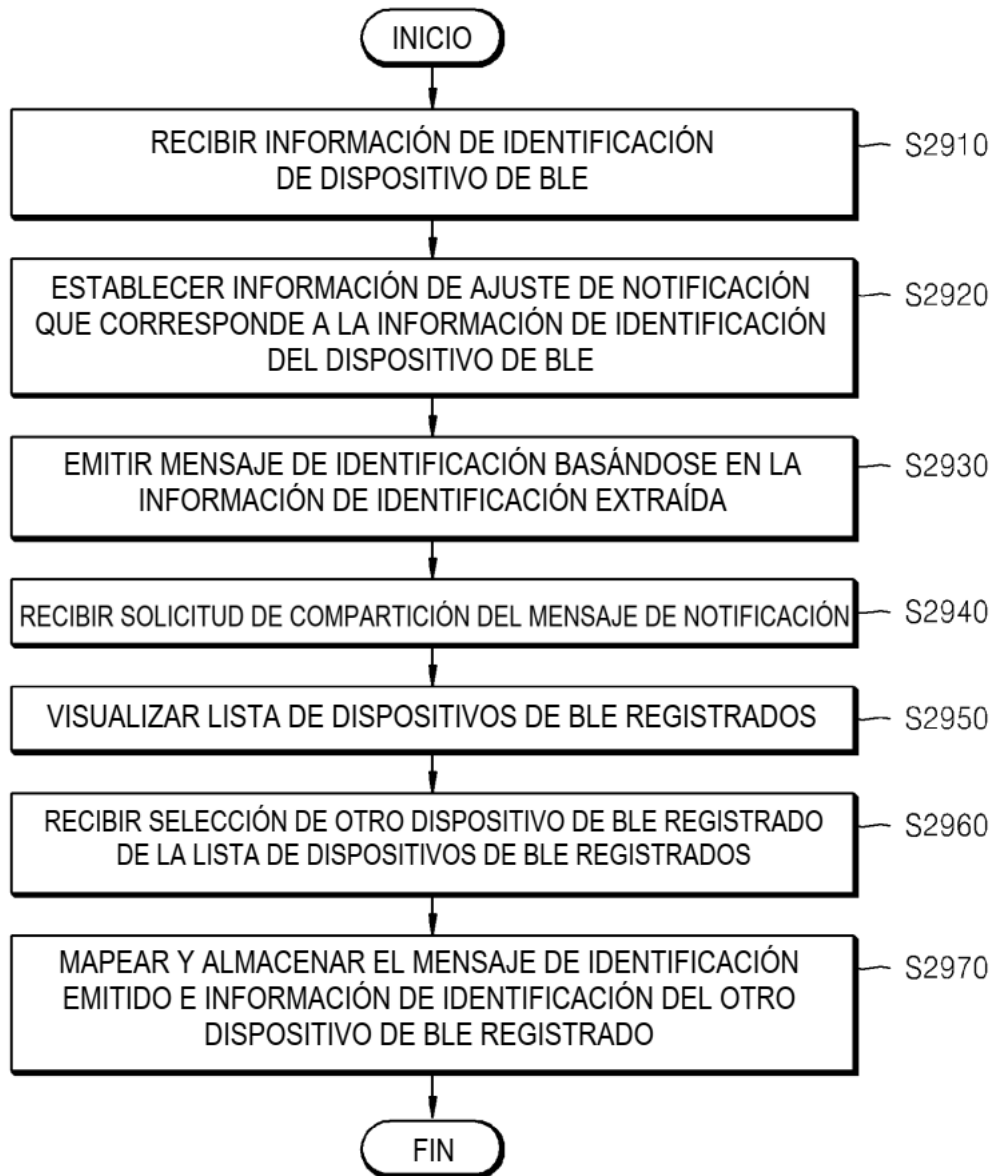 INICIO
RECIBIR INFORMACIÓN DE IDENTIFICACIÓN
DE DISPOSITIVO DE BLE
S2910
ESTABLECER INFORMACIÓN DE AJUSTE DE NOTIFICACIÓN
QUE CORRESPONDE A LA INFORMACIÓN DE IDENTIFICACIÓN
DEL DISPOSITIVO DE BLE
S2920
EMITIR MENSAJE DE IDENTIFICACIÓN BASÁNDOSE EN LA
INFORMACIÓN DE IDENTIFICACIÓN EXTRAÍDA
S2930
RECIBIR SOLICITUD DE COMPARTICIÓN DEL MENSAJE DE NOTIFICACIÓN
S2940
VISUALIZAR LISTA DE DISPOSITIVOS DE BLE REGISTRADOS
S2950
RECIBIR SELECCIÓN DE OTRO DISPOSITIVO DE BLE REGISTRADO
DE LA LISTA DE DISPOSITIVOS DE BLE REGISTRADOS
S2960
MAPEAR Y ALMACENAR EL MENSAJE DE IDENTIFICACIÓN
EMITIDO E INFORMACIÓN DE IDENTIFICACIÓN DEL OTRO
DISPOSITIVO DE BLE REGISTRADO
S2970
FIN